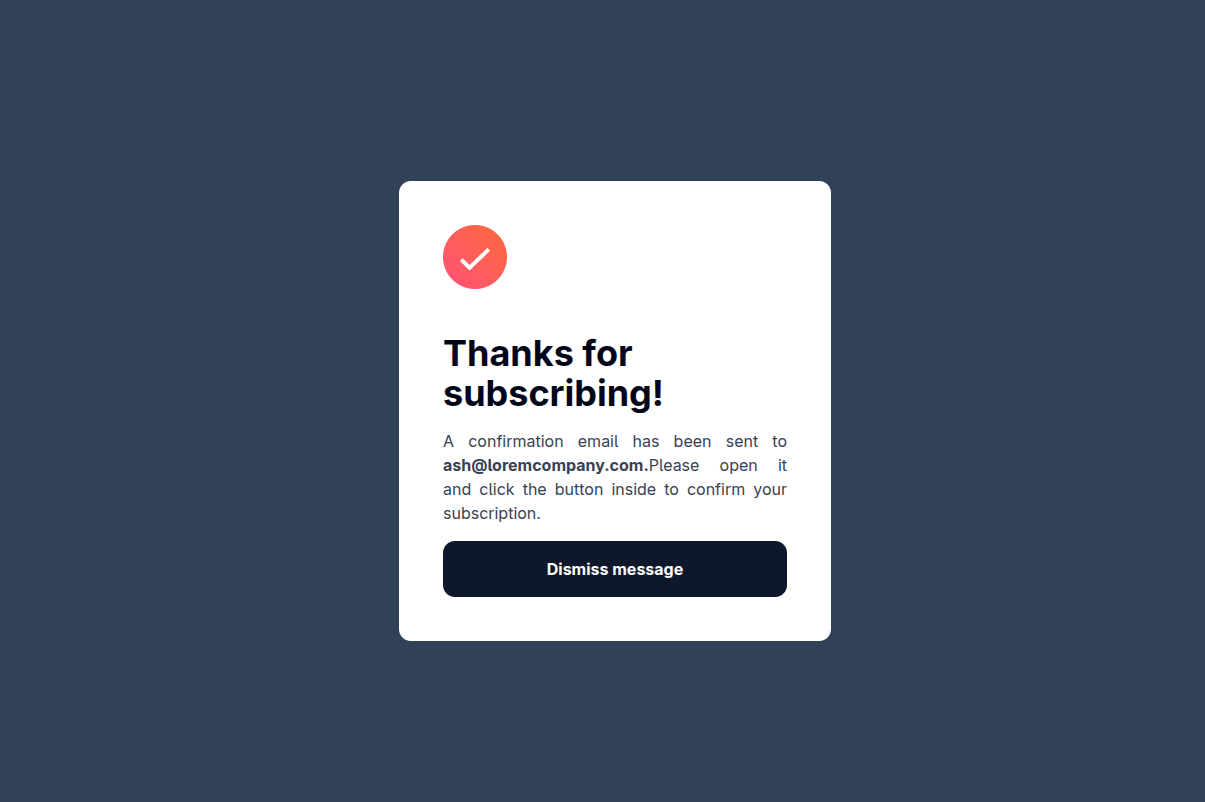 Thanks for
subscribing!
A confirmation email has been sent to
ash@loremcompany.com.Please open it
and click the button inside to confirm your
subscription.
Dismiss message